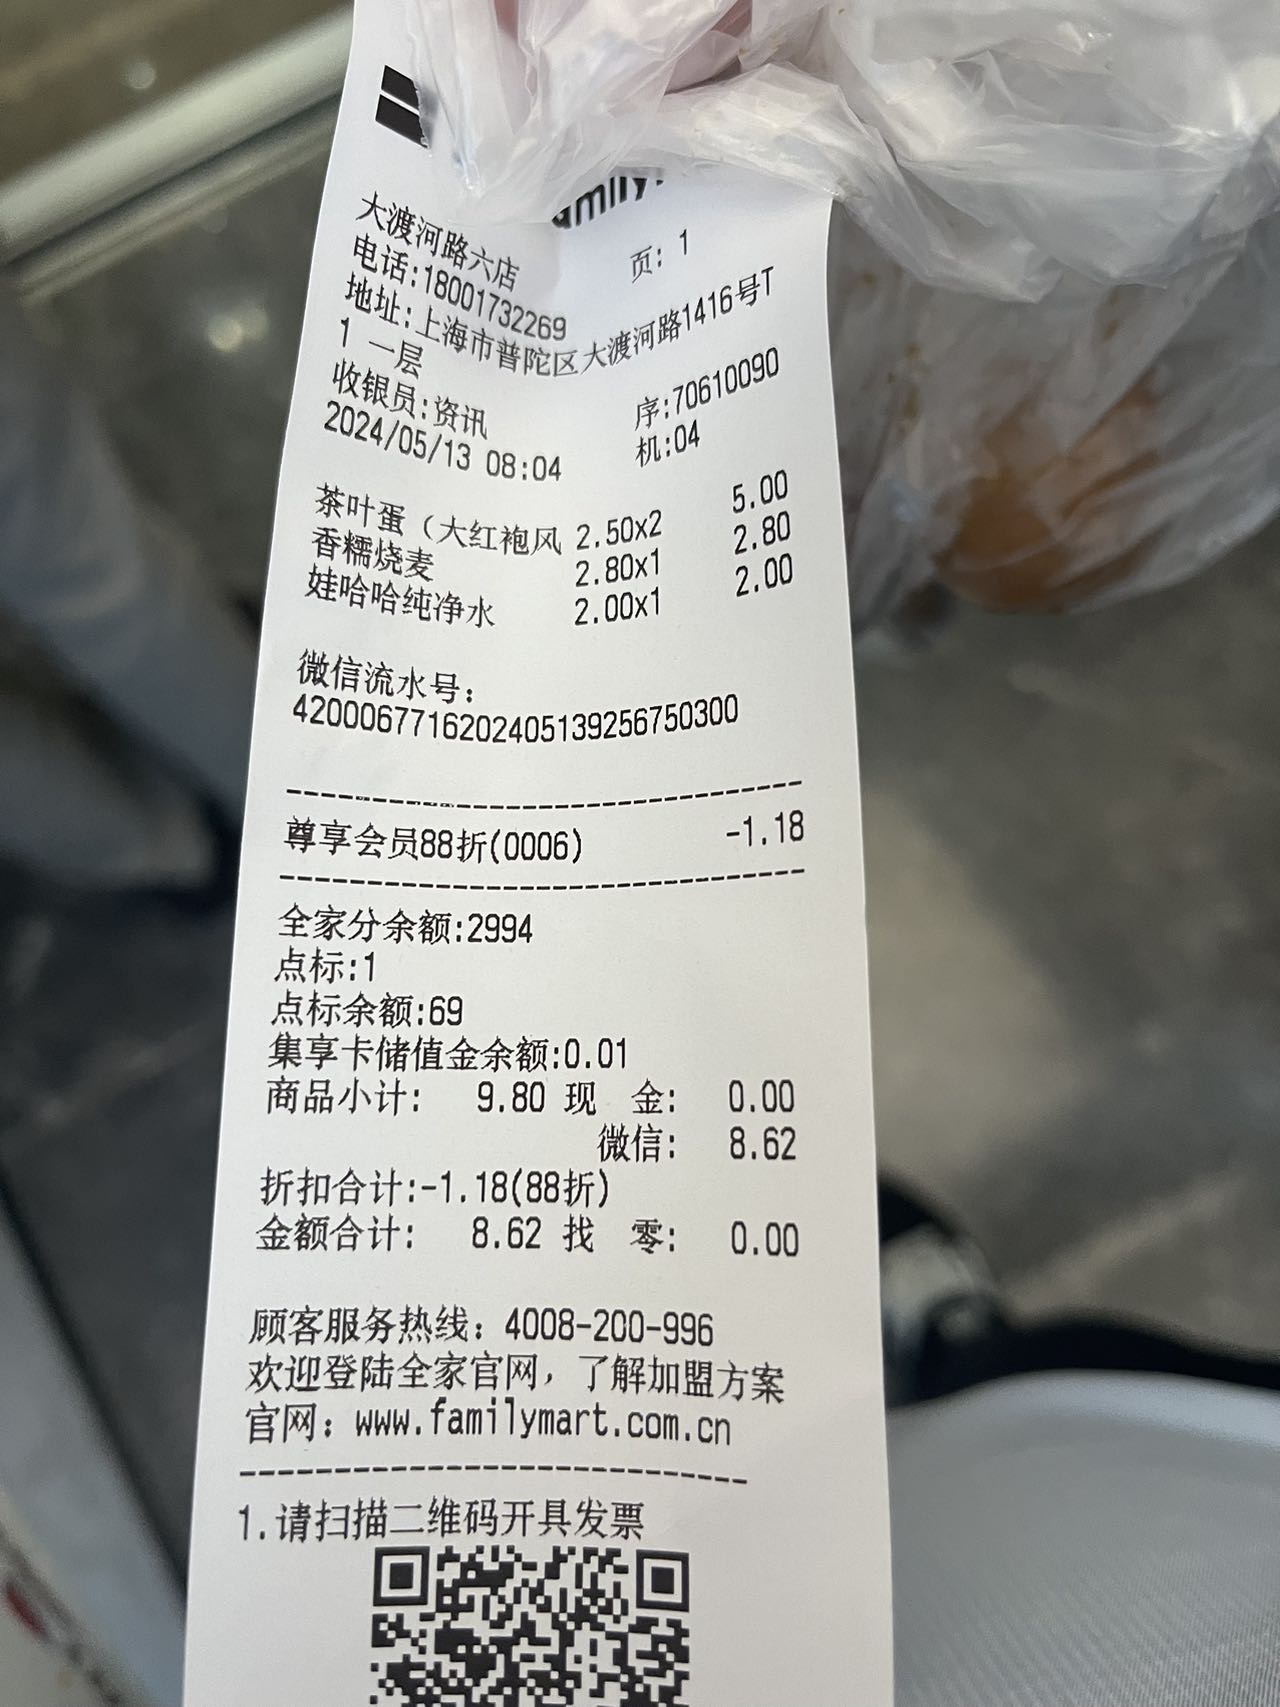 amily
大渡河路六店 页: 1
电话:18001732269
地址:上海市普陀区大渡河路1416号T
1 一层
收银员:资讯 序:70610090
2024/05/13 08:04 机:04
茶叶蛋（大红袍风 2.50x2 5.00
香糯烧麦 2.80x1 2.80
娃哈哈纯净水 2.00x1 2.00
微信流水号:
4200067716202405139256750300
尊享会员88折(0006) -1.18
全家分余额:2994
点标:1
点标余额:69
集享卡储值金余额:0.01
商品小计: 9.80 现 金: 0.00
微信: 8.62
折扣合计:-1.18(88折)
金额合计: 8.62 找 零: 0.00
顾客服务热线: 4008-200-996
欢迎登陆全家官网，了解加盟方案
官网: www.familymart.com.cn
1.请扫描二维码开具发票